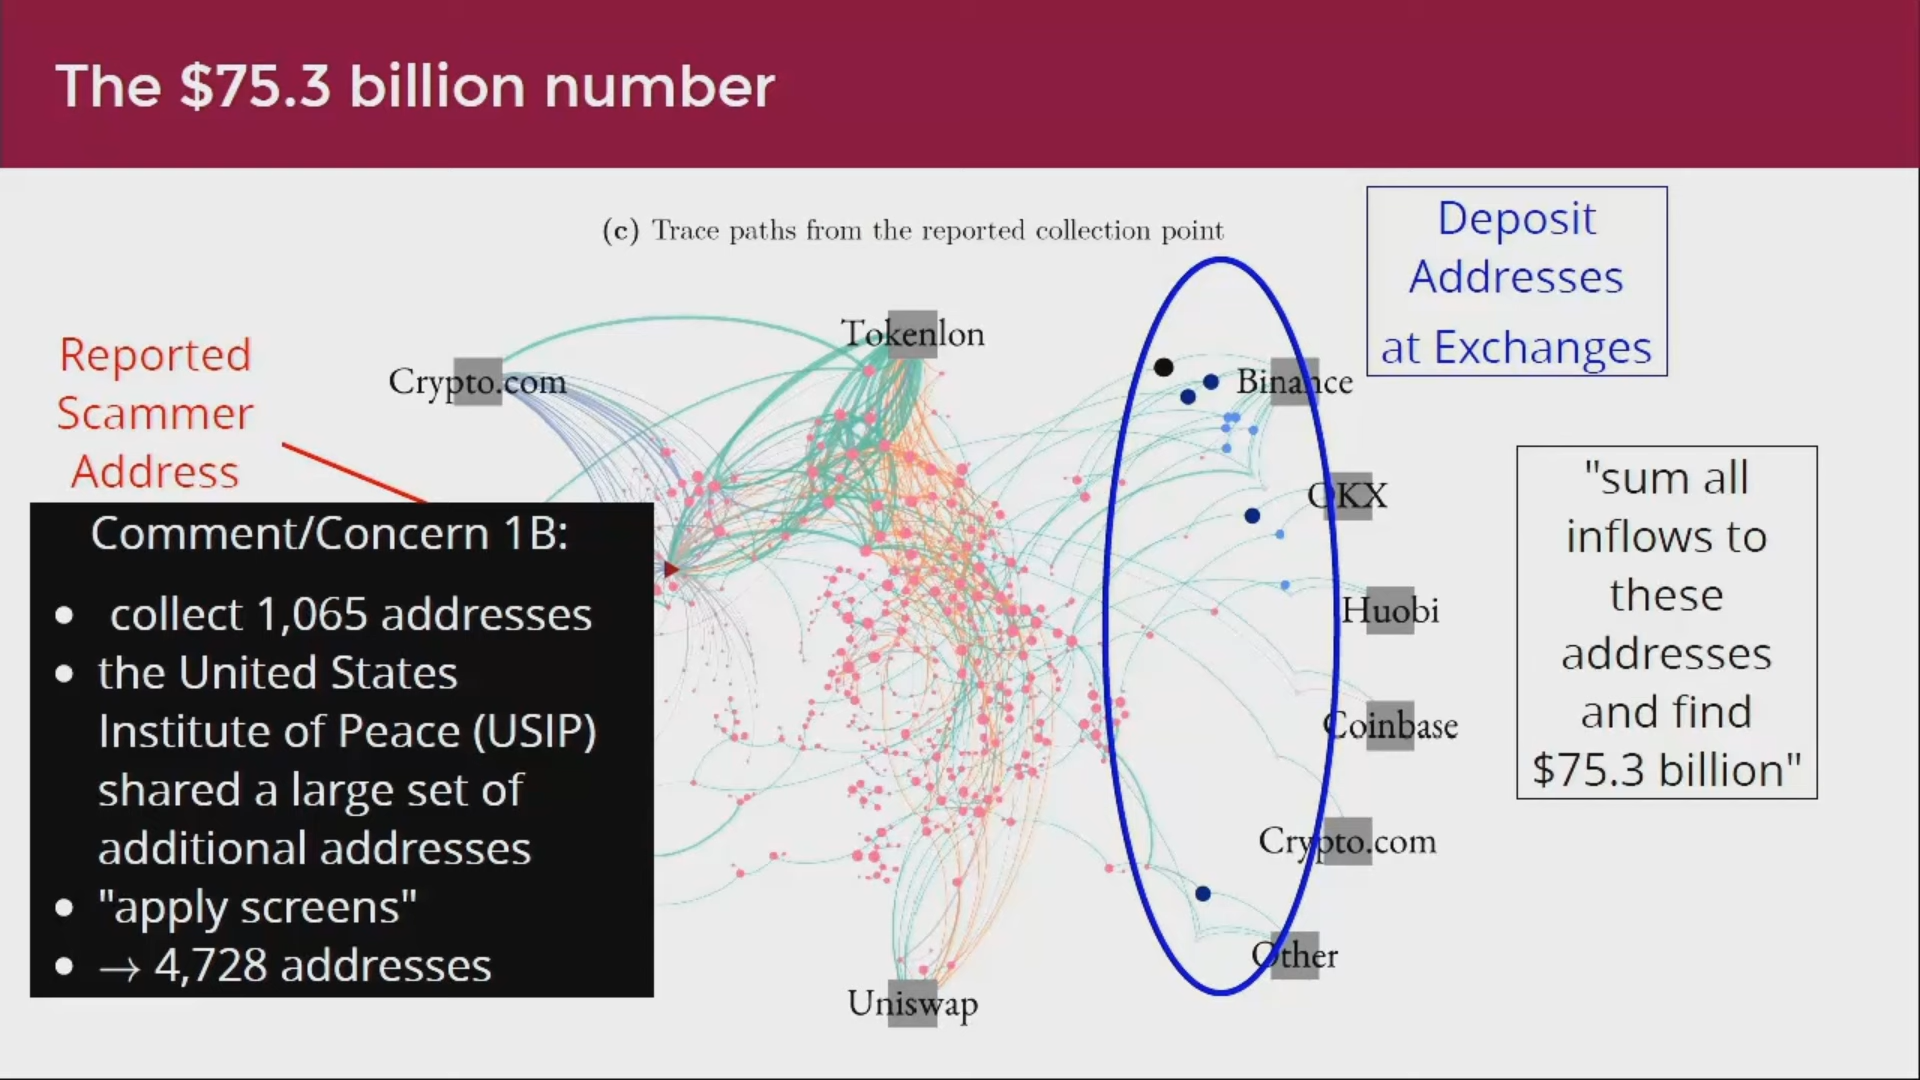 The $75.3 billion number
(c) Trace paths from the reported collection point
Deposit
Addresses
at Exchanges
Reported
Scammer
Address
Crypto.com
Tokenlon
Binance
OKX
Huobi
Coinbase
Crypto.com
Other
Uniswap
"sum all
inflows to
these
addresses
and find
$75.3 billion"
Comment/Concern 1B:
• collect 1,065 addresses
• the United States
Institute of Peace (USIP)
shared a large set of
additional addresses
• "apply screens"
• → 4,728 addresses